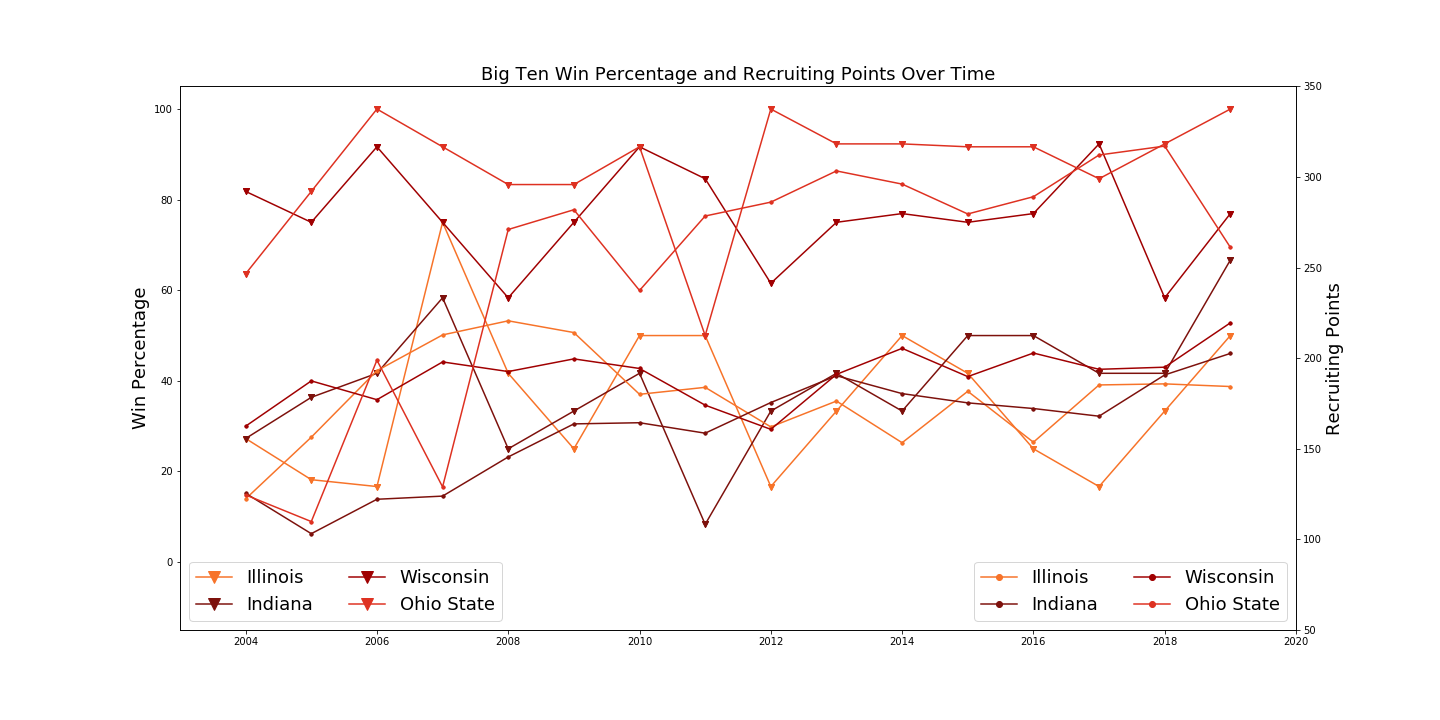 Big Ten Win Percentage and Recruiting Points Over Time
Win Percentage
100
80
60
40
20
0
350
300
250
200
150
100
50
Recruiting Points
Illinois Wisconsin
Indiana Ohio State
Illinois Wisconsin
Indiana Ohio State
2004 2006 2008 2010 2012 2014 2016 2018 2020